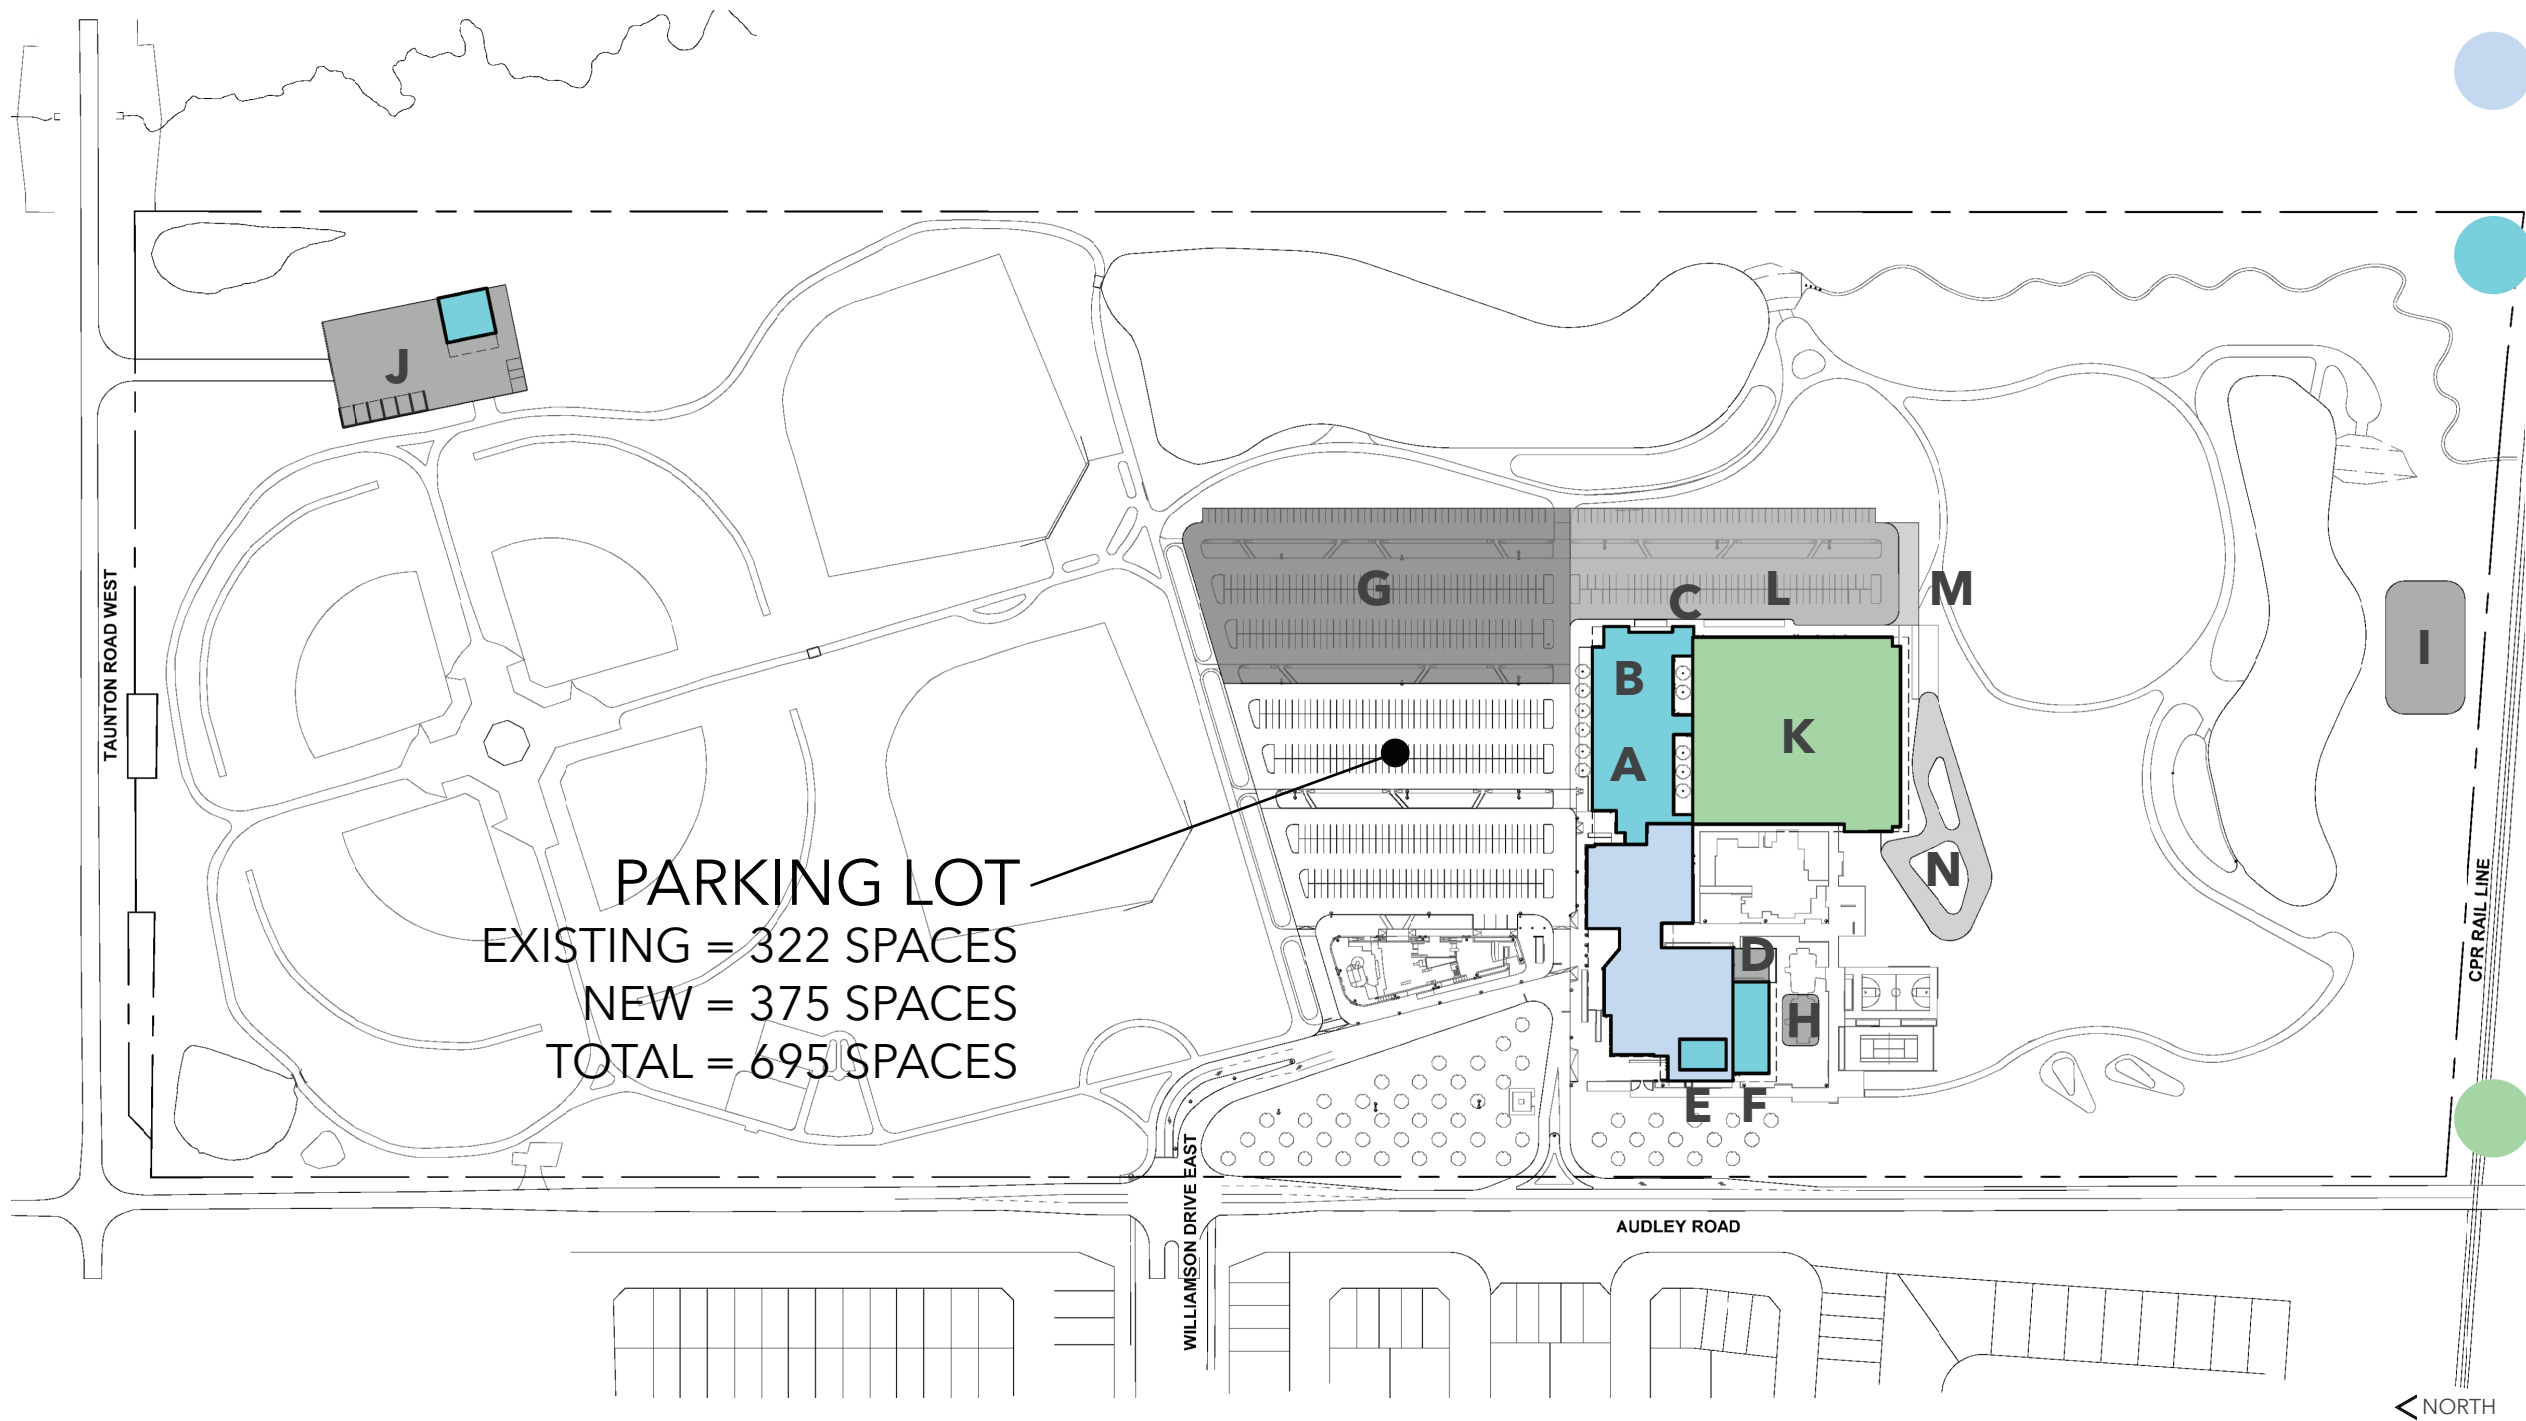 J
G
C
L
M
I
B
K
A
TAUNTON ROAD WEST
PARKING LOT
EXISTING = 322 SPACES
NEW = 375 SPACES
TOTAL = 695 SPACES
N
D
H
E
F
CPR RAIL LINE
WILLIAMSON DRIVE EAST
AUDLEY ROAD
NORTH